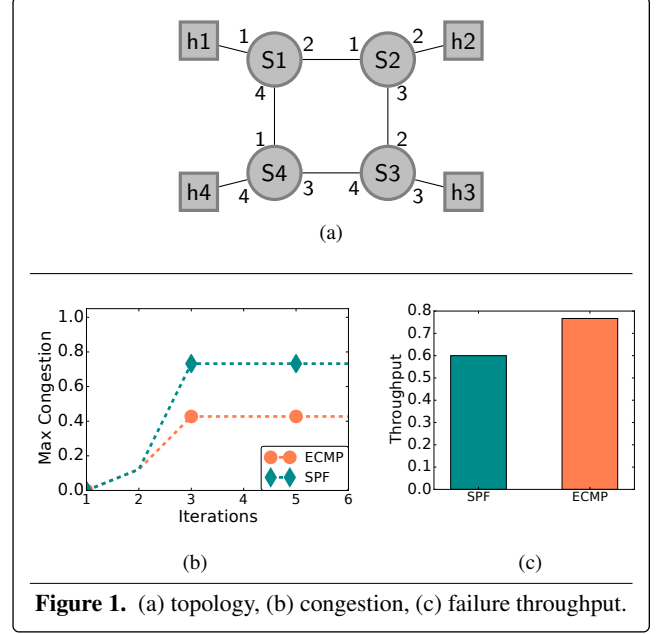 h1 1 S1 2 1 S2 2 h2
4 3
1 2
h4 4 S4 3 4 S3 3 h3
(a)
Max Congestion
1.0
0.8
0.6
0.4
0.2
0.0
1 2 3 4 5 6
Iterations
ECMP
SPF
(b)
Throughput
0.8
0.7
0.6
0.5
0.4
0.3
0.2
0.1
0.0
SPF ECMP
(c)
Figure 1. (a) topology, (b) congestion, (c) failure throughput.